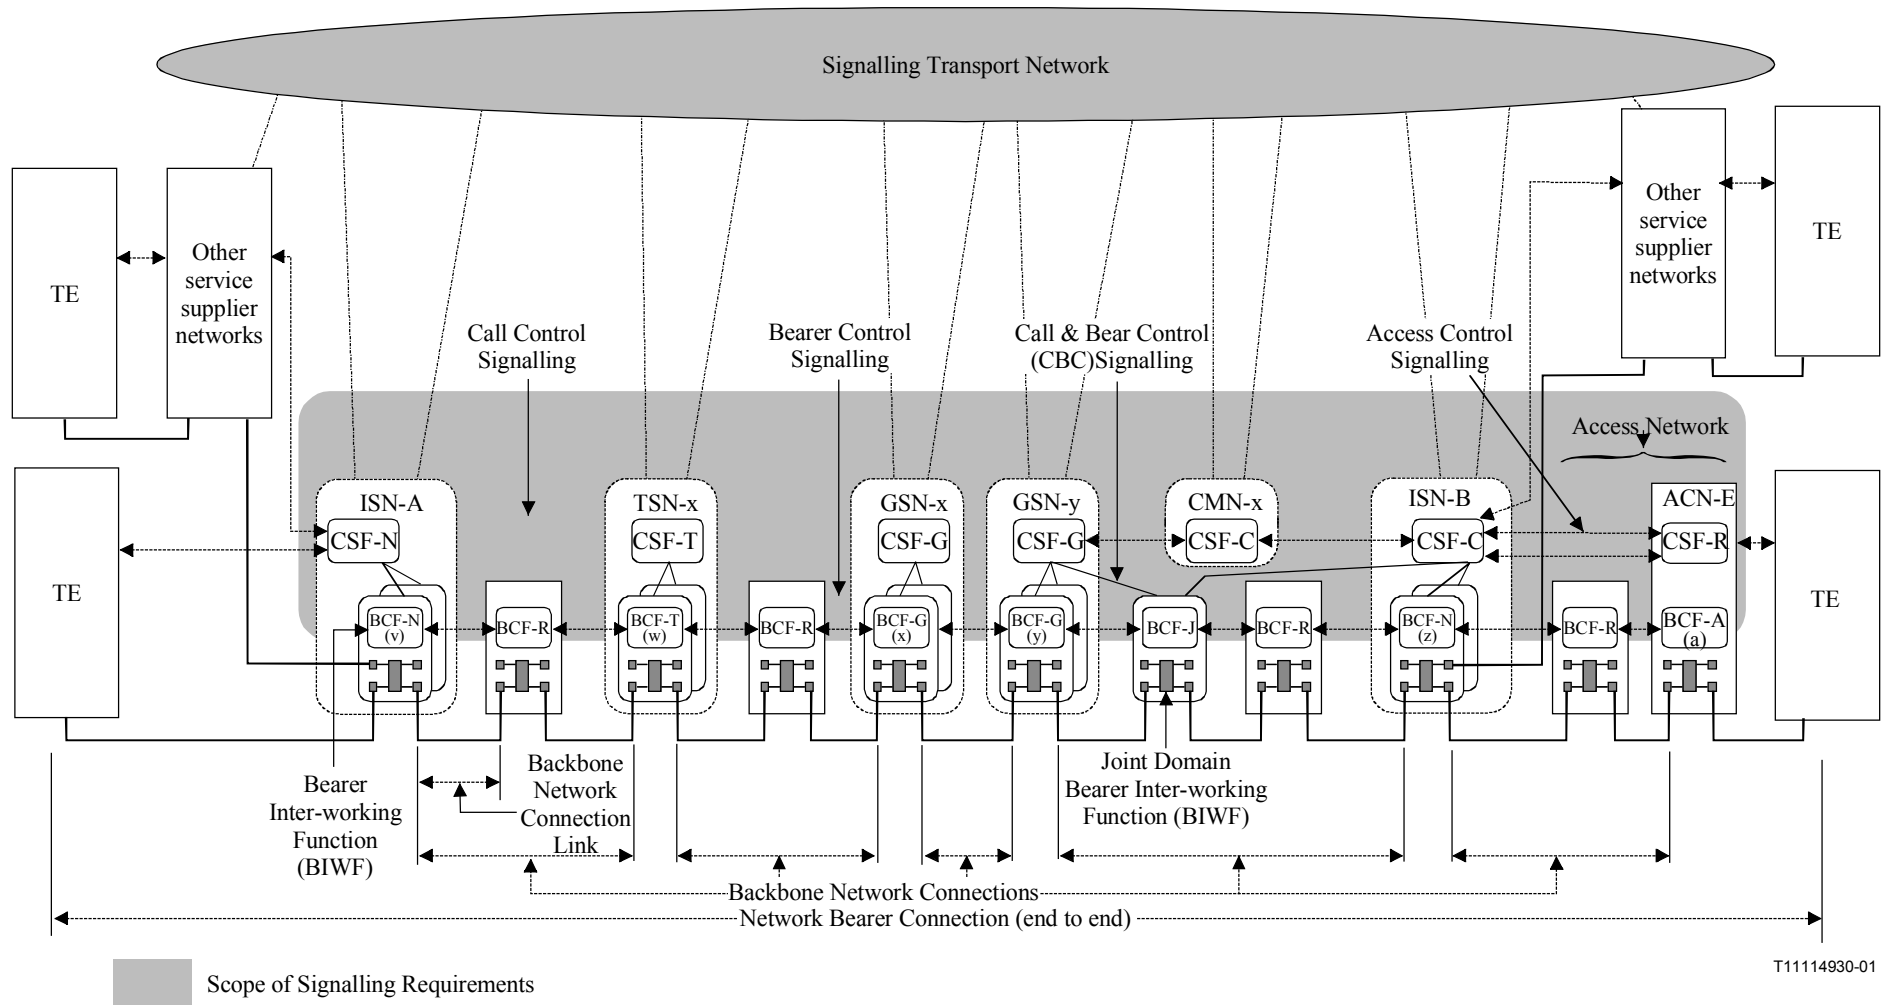 Signalling Transport Network
TE
Other
service
supplier
networks
Other
service
supplier
networks
TE
Call Control
Signalling
Bearer Control
Signalling
Call & Bear Control
(CBC)Signalling
Access Control
Signalling
Access Network
TE
ISN-A
CSF-N
TSN-x
CSF-T
GSN-x
CSF-G
GSN-y
CSF-G
CMN-x
CSF-C
ISN-B
CSF-C
ACN-E
CSF-R
TE
BCF-N
(v)
BCF-R
BCF-T
(w)
BCF-R
BCF-G
(x)
BCF-G
(y)
BCF-J
BCF-R
BCF-N
(z)
BCF-R
BCF-A
(a)
Bearer
Inter-working
Function
(BIWF)
Backbone
Network
Connection
Link
Joint Domain
Bearer Inter-working
Function (BIWF)
Backbone Network Connections
Network Bearer Connection (end to end)
T11114930-01
Scope of Signalling Requirements